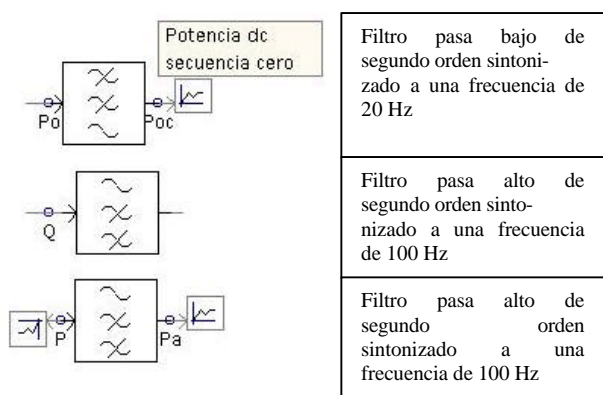 Potencia dc
secuencia cero
Po
Poc
Q
P
Pa
Filtro pasa bajo de
segundo orden sintoni-
zado a una frecuencia de
20 Hz
Filtro pasa alto de
segundo orden sinto-
nizado a una frecuencia
de 100 Hz
Filtro pasa alto de
segundo orden
sintonizado a una
frecuencia de 100 Hz